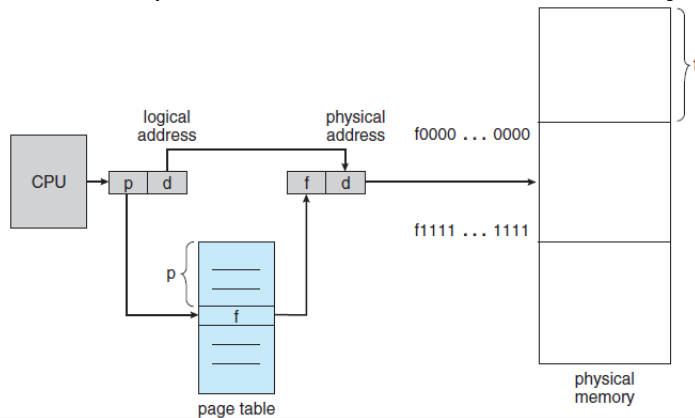 logical
address
physical
address
f0000 ... 0000
f
CPU
p d
f d
f1111 ... 1111
p
f
page table
physical
memory